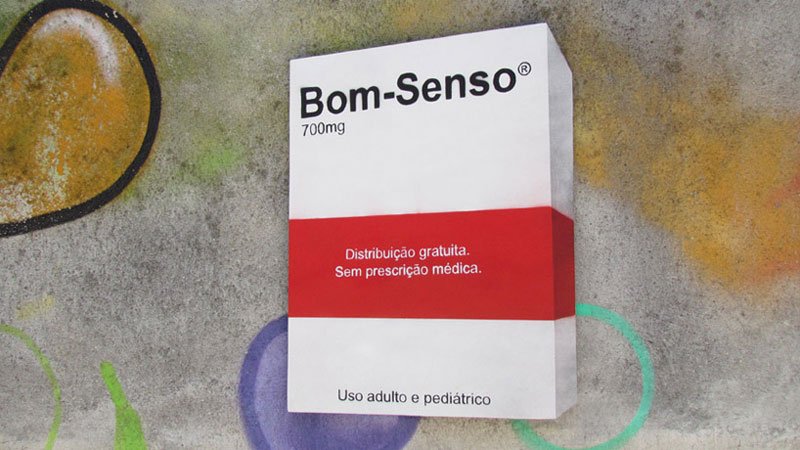 Bom-Senso®
700mg
Distribuição gratuita.
Sem prescrição médica.
Uso adulto e pediátrico